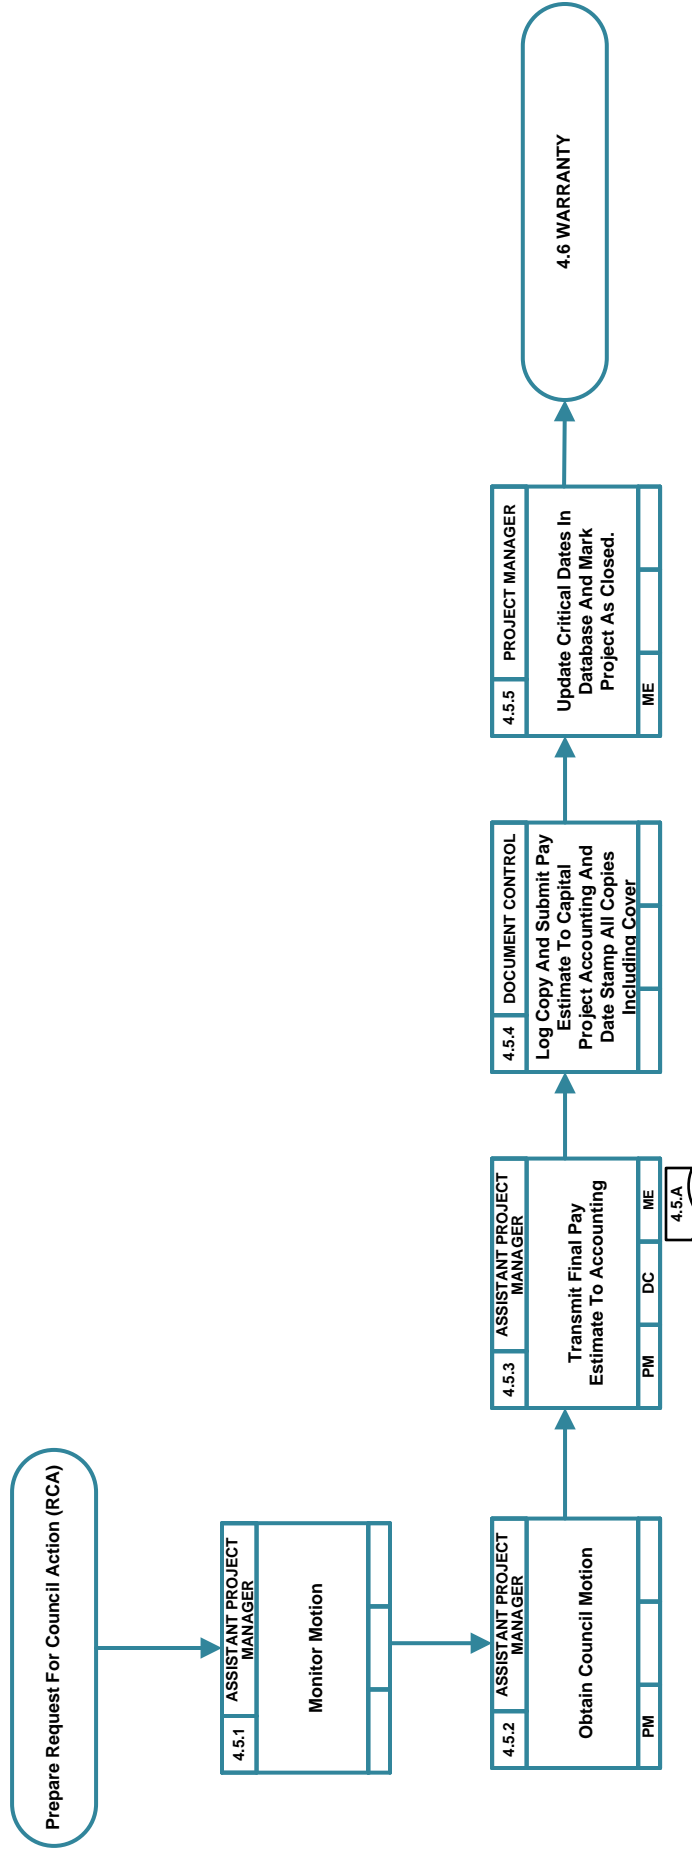 Prepare Request For Council Action (RCA)
4.5.1
ASSISTANT PROJECT
MANAGER
Monitor Motion
4.5.2
ASSISTANT PROJECT
MANAGER
Obtain Council Motion
PM
4.5.3
ASSISTANT PROJECT
MANAGER
Transmit Final Pay
Estimate To Accounting
PM
DC
ME
4.5.A
4.5.4
DOCUMENT CONTROL
Log Copy And Submit Pay
Estimate To Capital
Project Accounting And
Date Stamp All Copies
Including Cover
4.5.5
PROJECT MANAGER
Update Critical Dates In
Database And Mark
Project As Closed.
ME
4.6 WARRANTY